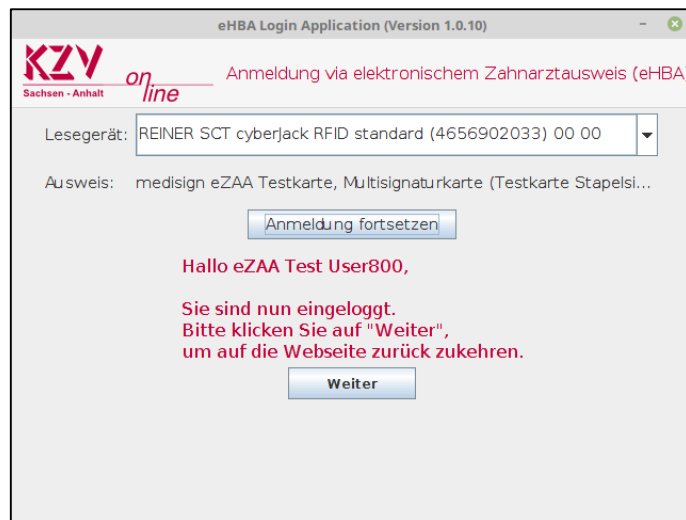 eHBA Login Application (Version 1.0.10)
KZV
Sachsen - Anhalt
on
line
Anmeldung via elektronischem Zahnarztausweis (eHBA)
Lesegerät: REINER SCT cyberJack RFID standard (4656902033) 00 00
Ausweis: medisign eZAA Testkarte, Multisignaturkarte (Testkarte Stapelsi...
Anmeldung fortsetzen
Hallo eZAA Test User800,
Sie sind nun eingeloggt.
Bitte klicken Sie auf "Weiter",
um auf die Webseite zurück zukehren.
Weiter